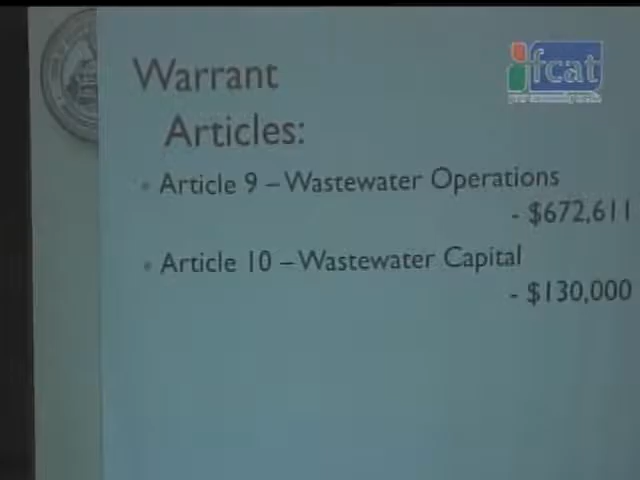 Warrant
Articles:
fcat
• Article 9 – Wastewater Operations
- $672,611
• Article 10 – Wastewater Capital
- $130,000